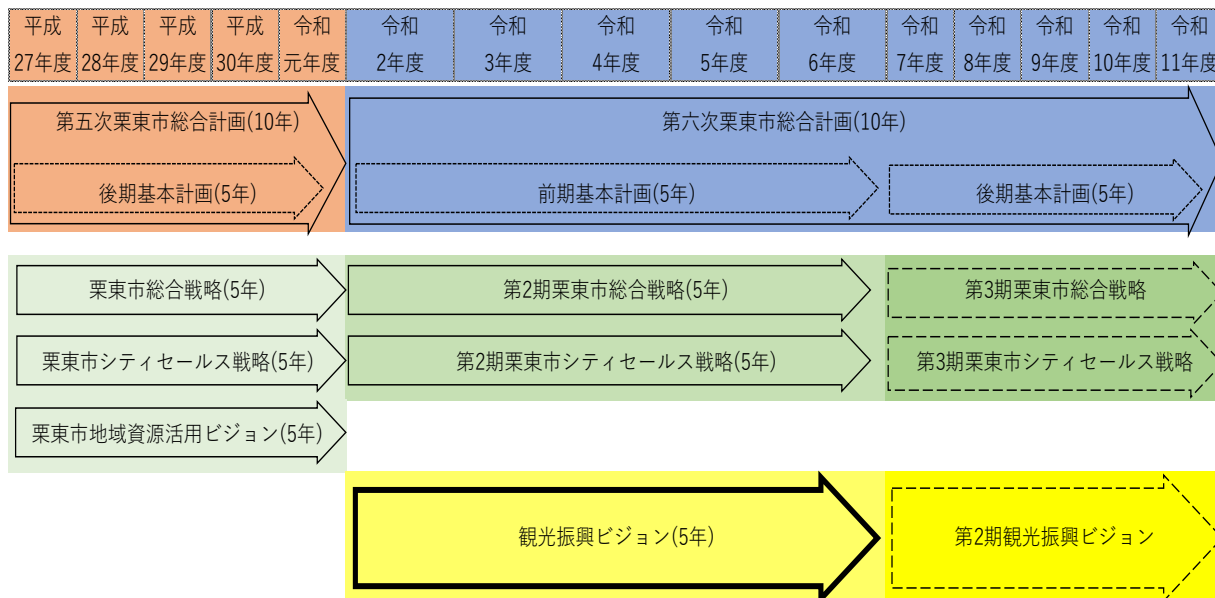 平成 平成 平成 平成 令和 令和 令和 令和 令和 令和 令和 令和 令和 令和 令和
27年度 28年度 29年度 30年度 元年度 2年度 3年度 4年度 5年度 6年度 7年度 8年度 9年度 10年度 11年度
第五次栗東市総合計画(10年) 第六次栗東市総合計画(10年)
後期基本計画(5年) 前期基本計画(5年) 後期基本計画(5年)
栗東市総合戦略(5年) 第2期栗東市総合戦略(5年) 第3期栗東市総合戦略
栗東市シティセールス戦略(5年) 第2期栗東市シティセールス戦略(5年) 第3期栗東市シティセールス戦略
栗東市地域資源活用ビジョン(5年)
観光振興ビジョン(5年) 第2期観光振興ビジョン